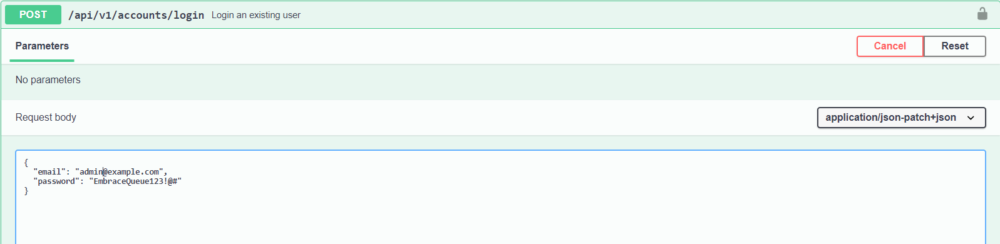 POST /api/v1/accounts/login Login an existing user
Parameters Cancel Reset
No parameters
Request body application/json-patch+json
{
  "email": "admin@example.com",
  "password": "EmbraceQueue123!@#"
}